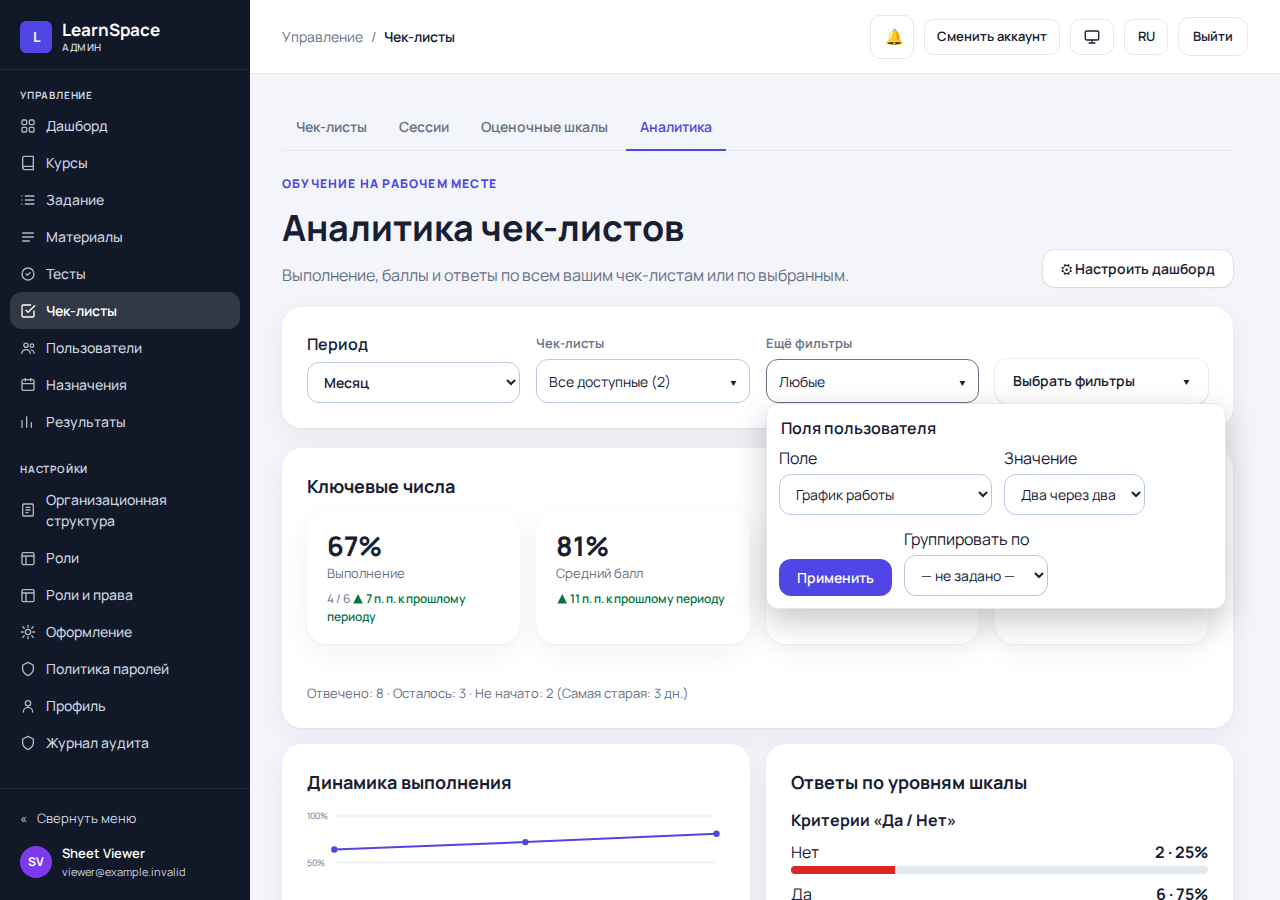 L
LearnSpace
АДМИН
УПРАВЛЕНИЕ
Дашборд
Курсы
Задание
Материалы
Тесты
Чек-листы
Пользователи
Назначения
Результаты
НАСТРОЙКИ
Организационная
структура
Роли
Роли и права
Оформление
Политика паролей
Профиль
Журнал аудита
« Свернуть меню
SV
Sheet Viewer
viewer@example.invalid
Управление / Чек-листы
Сменить аккаунт
RU
Выйти
Чек-листы
Сессии
Оценочные шкалы
Аналитика
ОБУЧЕНИЕ НА РАБОЧЕМ МЕСТЕ
Аналитика чек-листов
Выполнение, баллы и ответы по всем вашим чек-листам или по выбранным.
Настроить дашборд
Период
Месяц
Чек-листы
Все доступные (2)
Ещё фильтры
Любые
Выбрать фильтры
Поля пользователя
Поле
График работы
Значение
Два через два
Применить
Группировать по
— не задано —
Ключевые числа
67%
Выполнение
4 / 6 ▲ 7 п. п. к прошлому
периоду
81%
Средний балл
▲ 11 п. п. к прошлому периоду
Отвечено: 8 · Осталось: 3 · Не начато: 2 (Самая старая: 3 дн.)
Динамика выполнения
100%
50%
Ответы по уровням шкалы
Критерии «Да / Нет»
Нет
2 · 25%
Да
6 · 75%